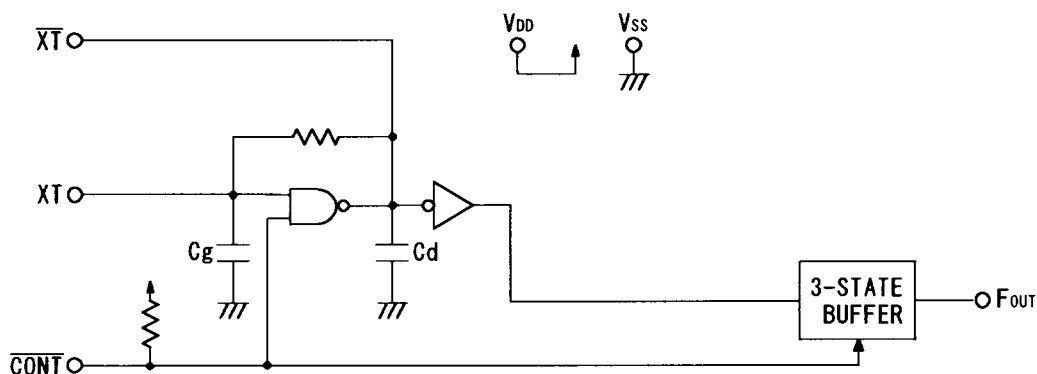 XT
VDD
VSS
XT
Cg
Cd
3-STATE
BUFFER
FOUT
CONT